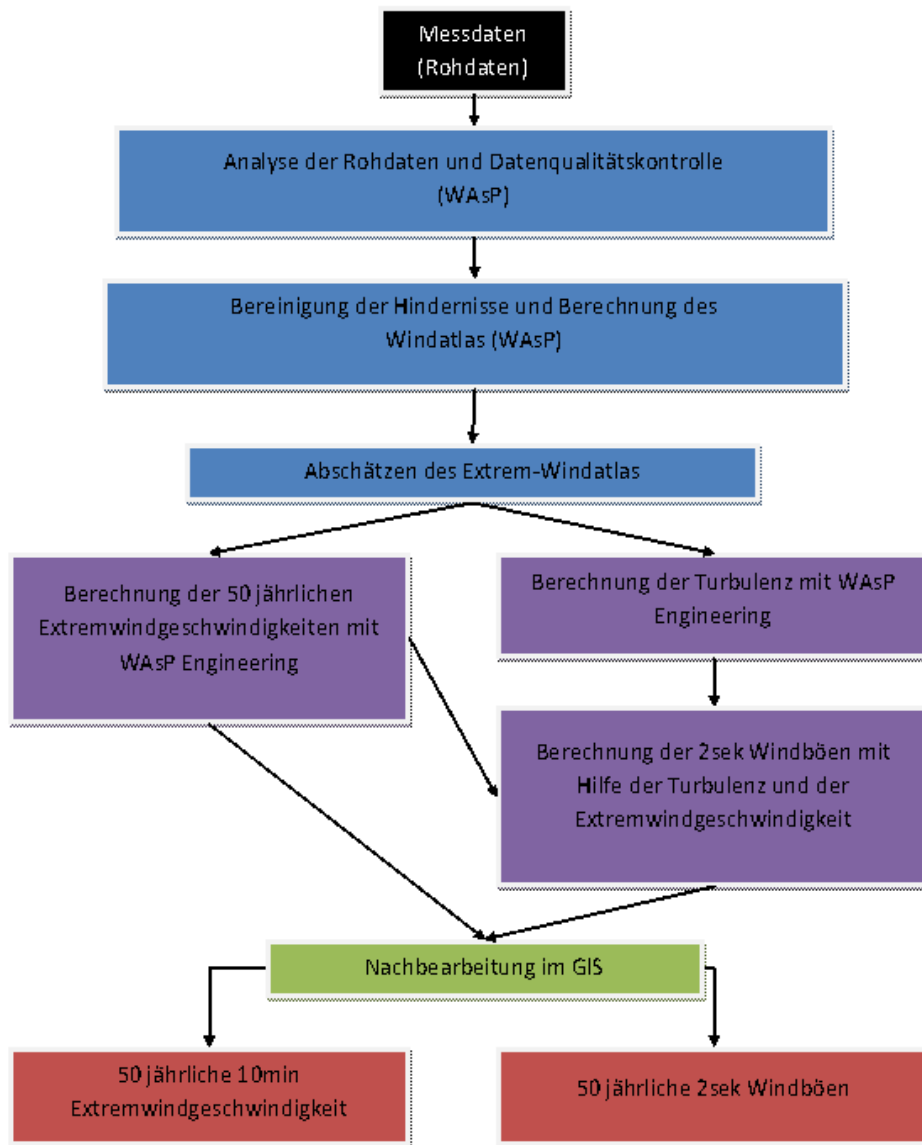 Messdaten
(Rohdaten)
Analyse der Rohdaten und Datenqualitätskontrolle
(WAsP)
Bereinigung der Hindernisse und Berechnung des
Windatlas (WAsP)
Abschätzen des Extrem-Windatlas
Berechnung der 50 jährlichen
Extremwindgeschwindigkeiten mit
WAsP Engineering
Berechnung der Turbulenz mit WAsP
Engineering
Berechnung der 2sek Windböen mit
Hilfe der Turbulenz und der
Extremwindgeschwindigkeit
Nachbearbeitung im GIS
50 jährliche 10min
Extremwindgeschwindigkeit
50 jährliche 2sek Windböen